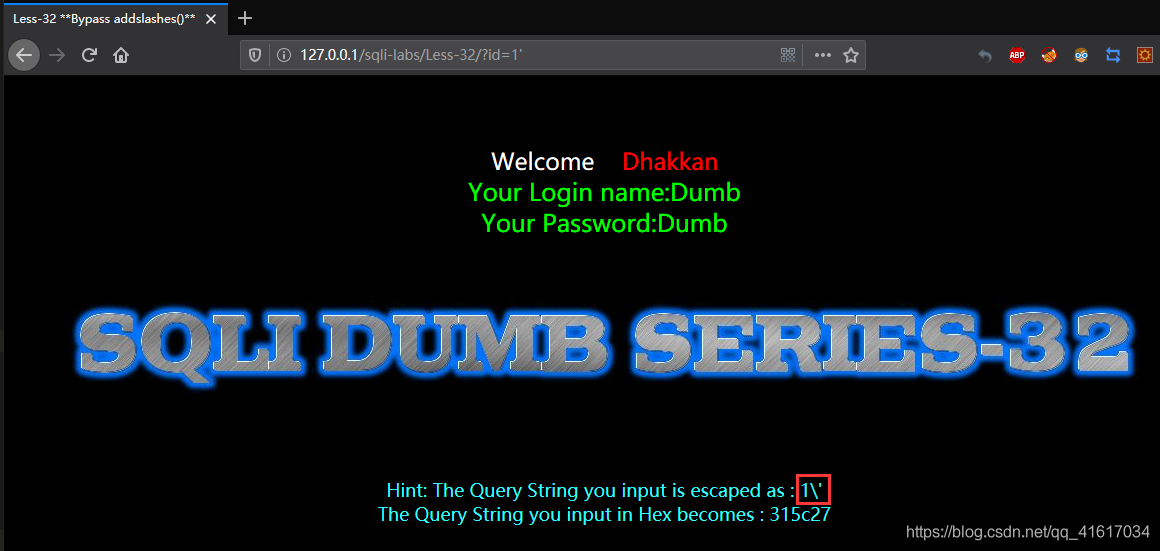 Less-32 **Bypass addslashes()**
127.0.0.1/sqli-labs/Less-32/?id=1'
ABP
Welcome Dhakkan
Your Login name:Dumb
Your Password:Dumb
SQLI DUMB SERIES-32
Hint: The Query String you input is escaped as : 1\'
The Query String you input in Hex becomes : 315c27
https://blog.csdn.net/qq_41617034